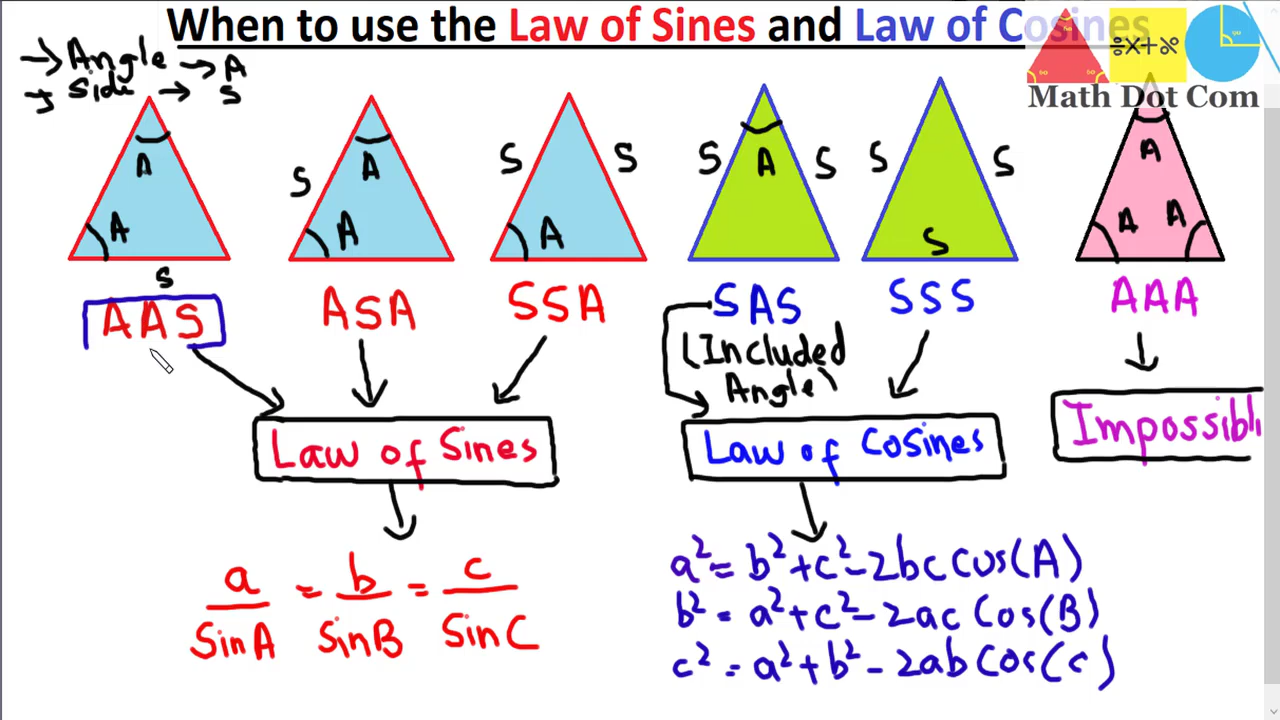 When to use the Law of Sines and Law of Cosines
→ Angle → A
→ Side → S
÷×+
Math Dot Com
A A S
S A A
S S A
S A S
S S S
A A A
AAS
ASA
SSA
SAS
SSS
AAA
(Included
Angle)
Law of Sines
Law of Cosines
Impossibl
a/SinA = b/SinB = c/SinC
a² = b² + c² - 2bc Cos(A)
b² = a² + c² - 2ac Cos(B)
c² = a² + b² - 2ab Cos(c)